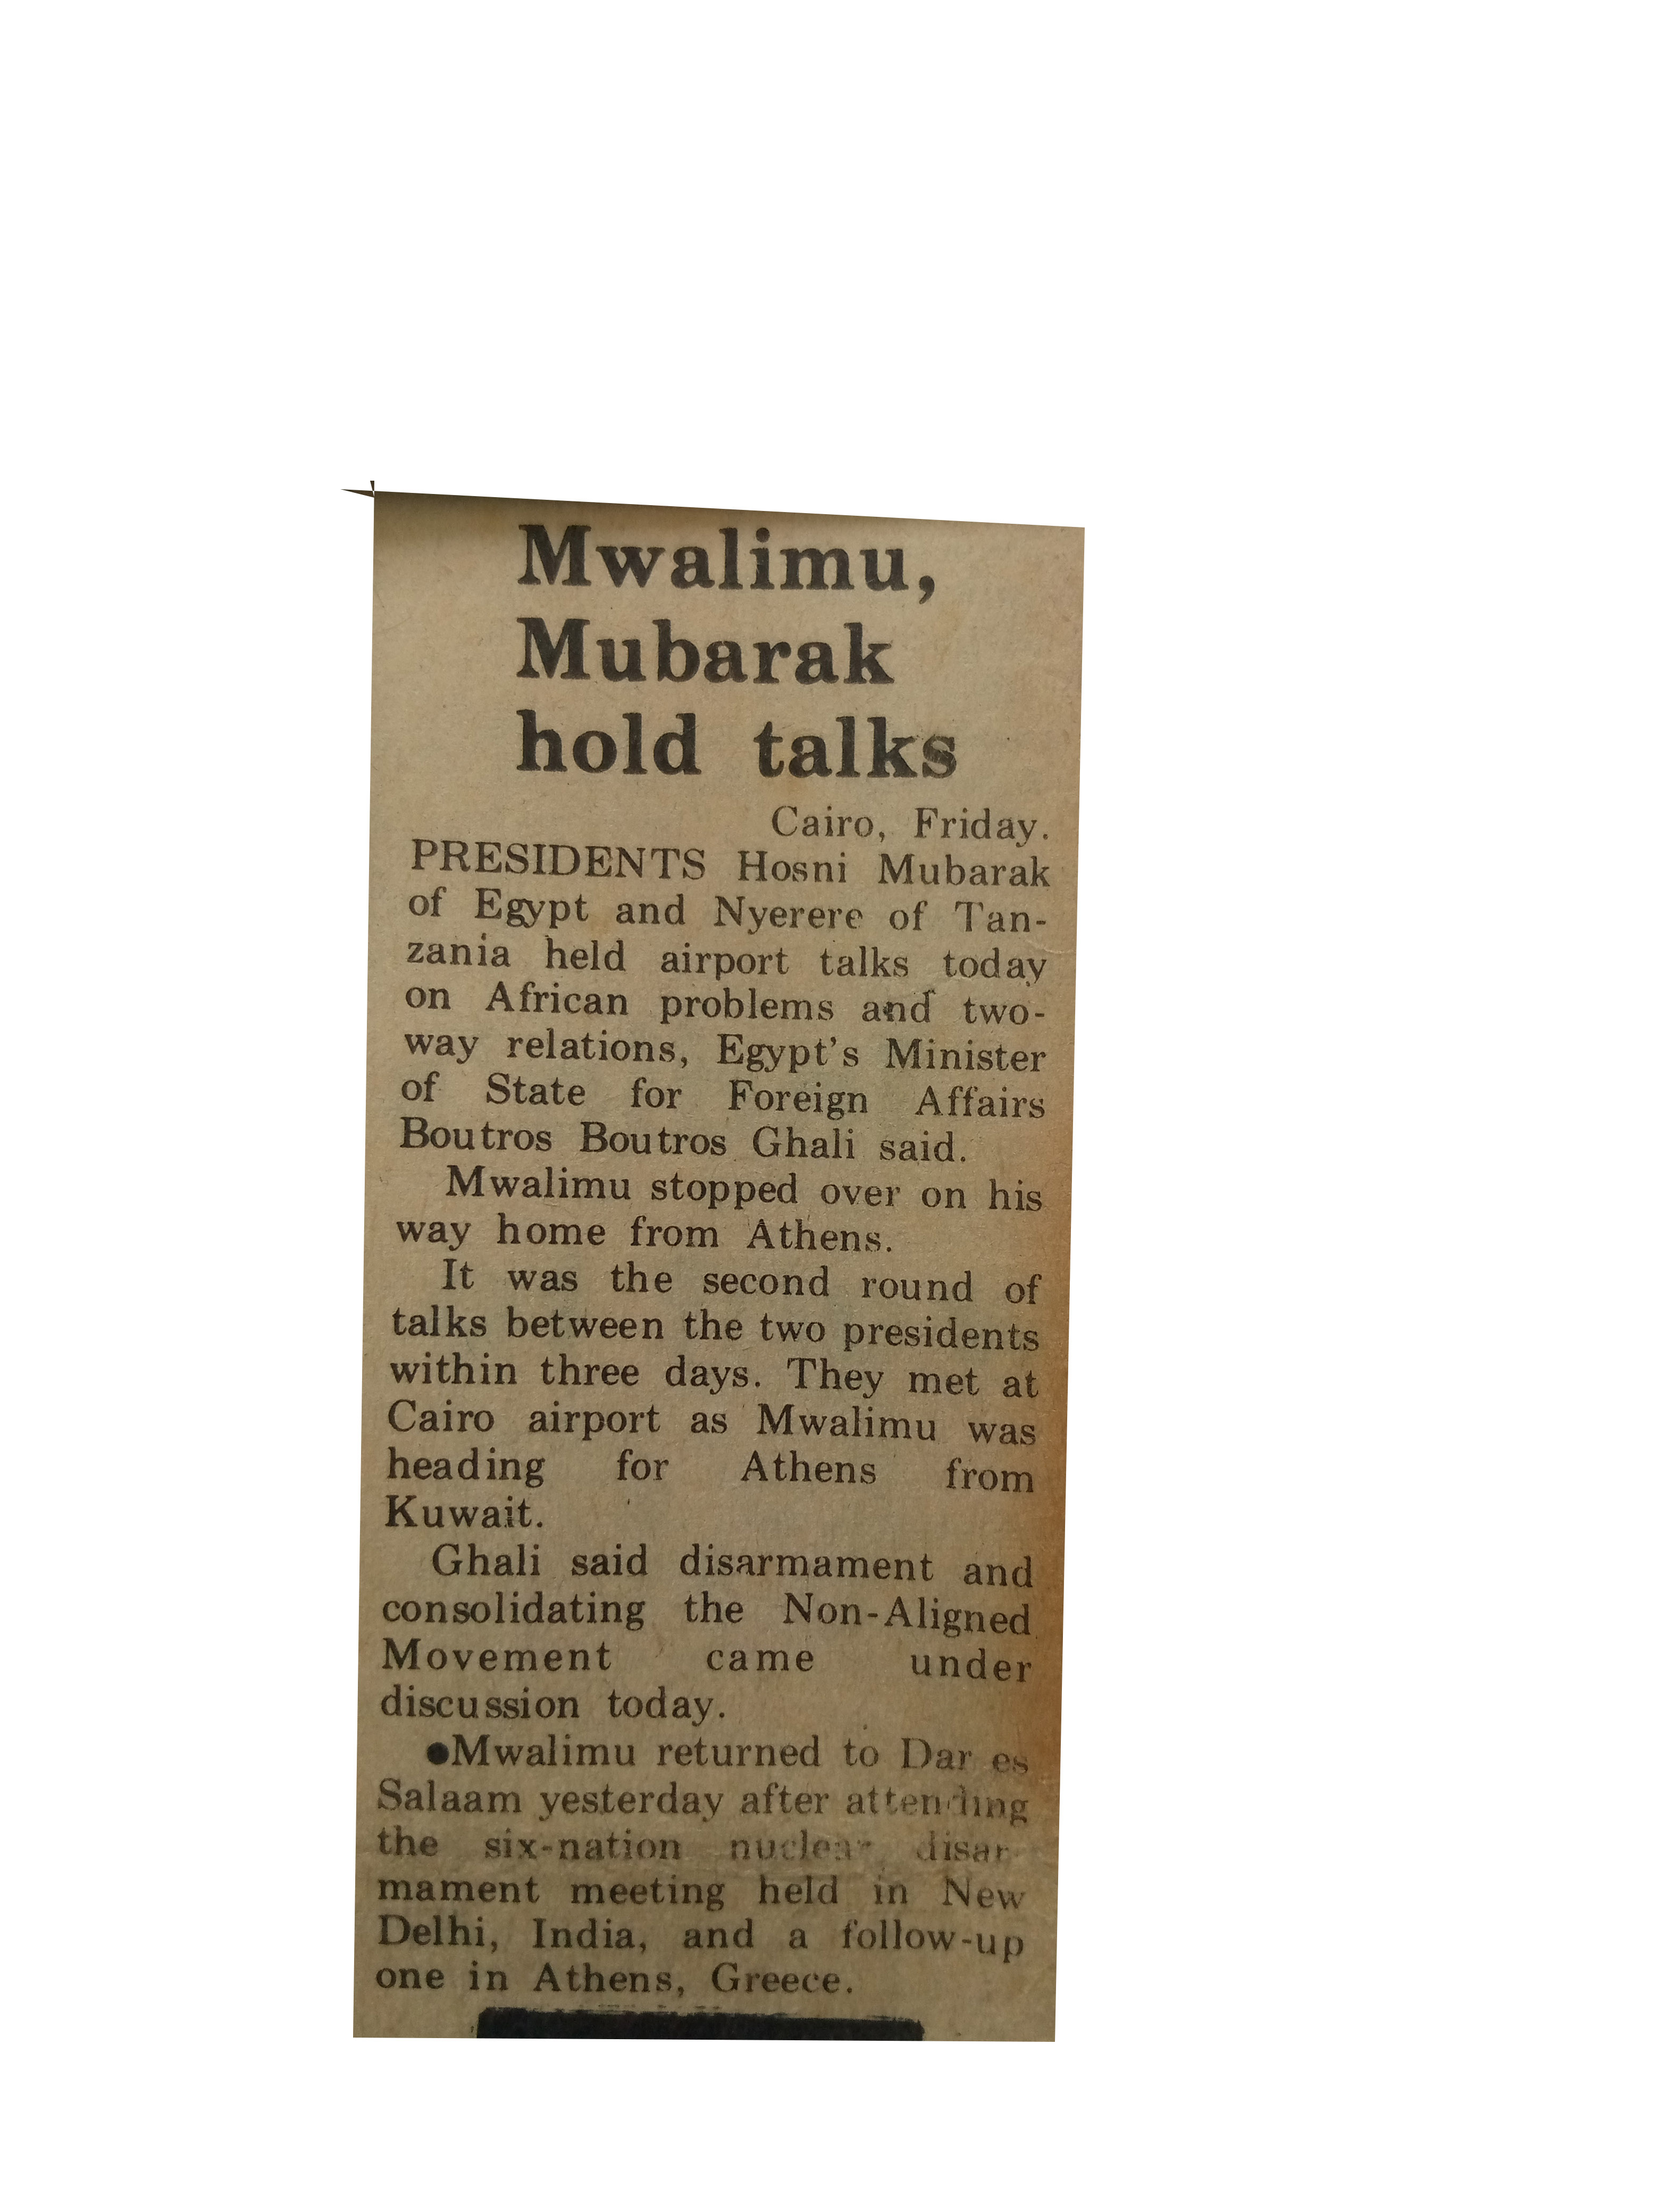 Mwalimu,
Mubarak
hold talks
Cairo, Friday.
PRESIDENTS Hosni Mubarak
of Egypt and Nyerere of Tan-
zania held airport talks today
on African problems and two-
way relations, Egypt's Minister
of State for Foreign Affairs
Boutros Boutros Ghali said.
Mwalimu stopped over on his
way home from Athens.
It was the second round of
talks between the two presidents
within three days. They met at
Cairo airport as Mwalimu was
heading for Athens from
Kuwait.
Ghali said disarmament and
consolidating the Non-Aligned
Movement came under
discussion today.
●Mwalimu returned to Dar es
Salaam yesterday after attending
the six-nation nuclear disar-
mament meeting held in New
Delhi, India, and a follow-up
one in Athens, Greece.